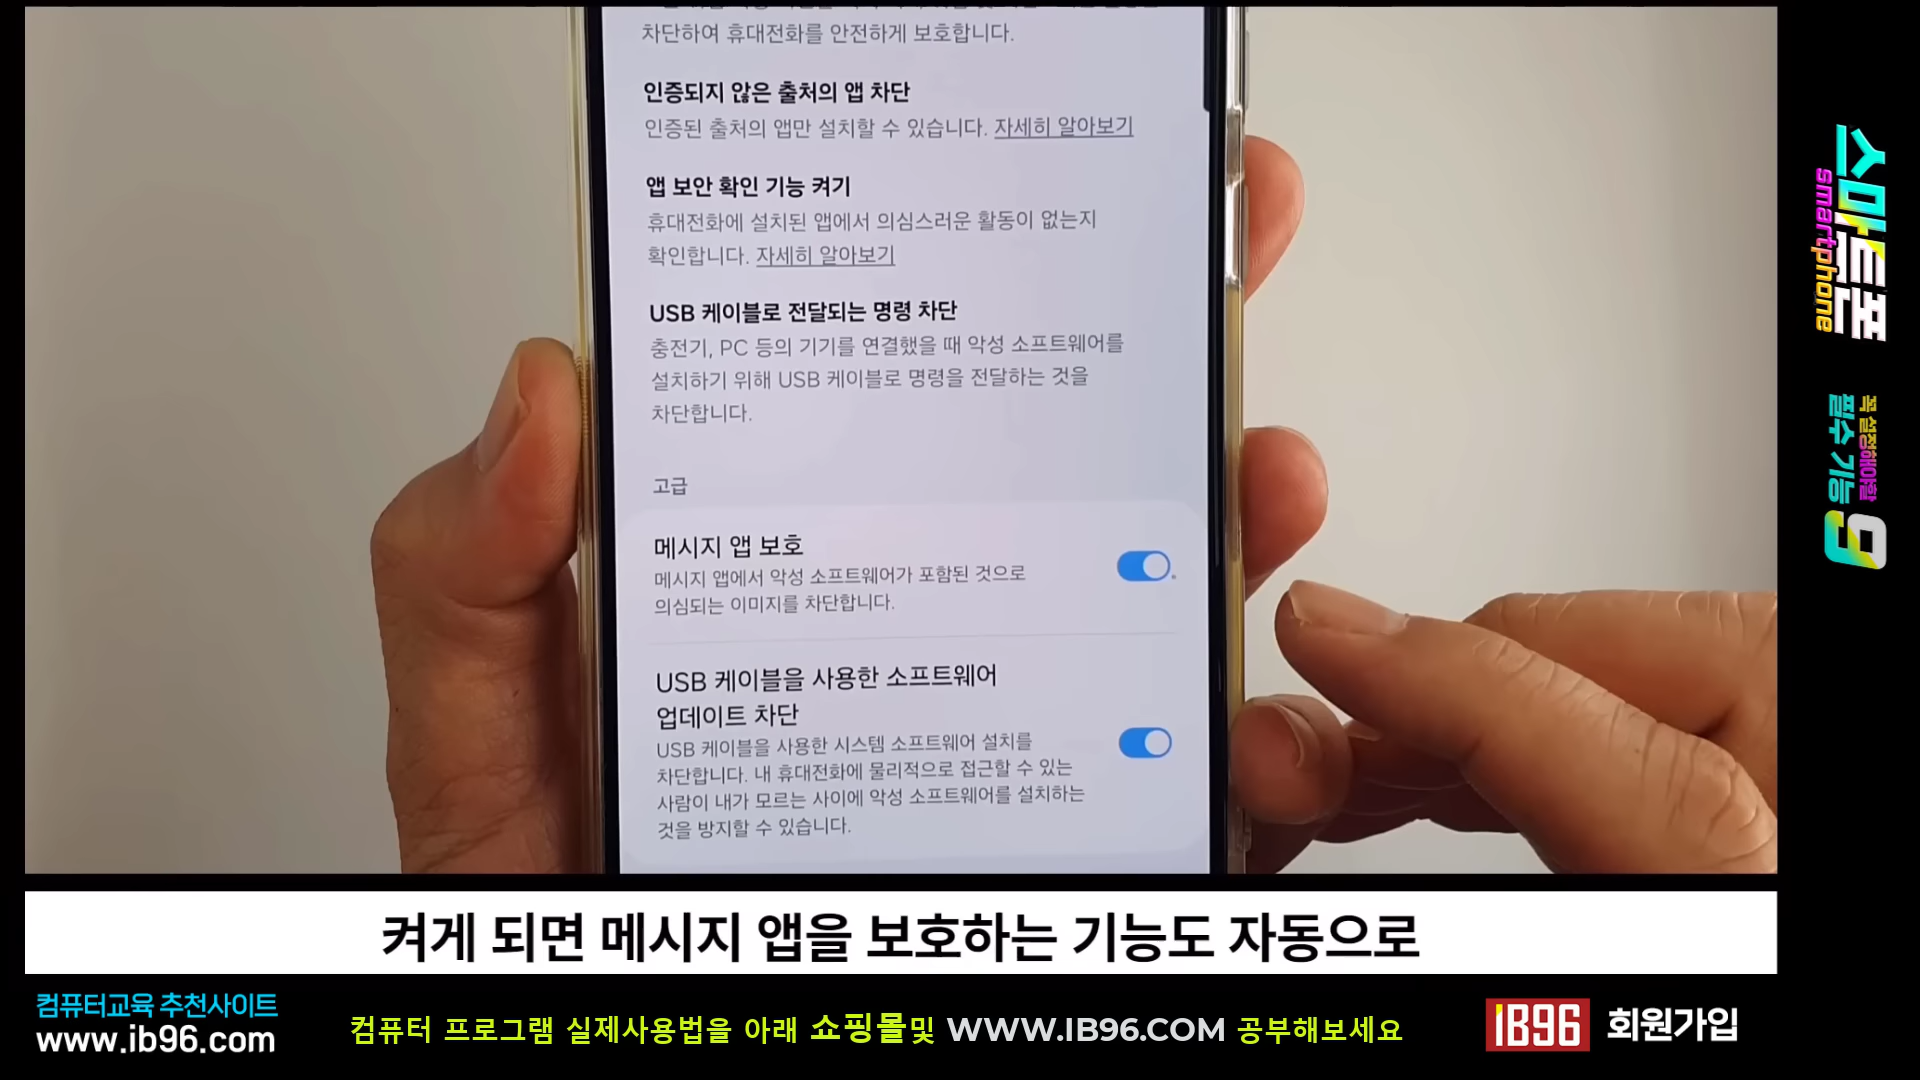 차단하여 휴대전화를 안전하게 보호합니다.
인증되지 않은 출처의 앱 차단
인증된 출처의 앱만 설치할 수 있습니다. 자세히 알아보기
앱 보안 확인 기능 켜기
휴대전화에 설치된 앱에서 의심스러운 활동이 없는지
확인합니다. 자세히 알아보기
USB 케이블로 전달되는 명령 차단
충전기, PC 등의 기기를 연결했을 때 악성 소프트웨어를
설치하기 위해 USB 케이블로 명령을 전달하는 것을
차단합니다.
고급
메시지 앱 보호
메시지 앱에서 악성 소프트웨어가 포함된 것으로
의심되는 이미지를 차단합니다.
USB 케이블을 사용한 소프트웨어
업데이트 차단
USB 케이블을 사용한 시스템 소프트웨어 설치를
차단합니다. 내 휴대전화에 물리적으로 접근할 수 있는
사람이 내가 모르는 사이에 악성 소프트웨어를 설치하는
것을 방지할 수 있습니다.
스마트폰
smartphone
꼭 설정해야할
필수 기능 9
켜게 되면 메시지 앱을 보호하는 기능도 자동으로
컴퓨터교육 추천사이트
www.ib96.com
컴퓨터 프로그램 실제사용법을 아래 쇼핑몰및 WWW.IB96.COM 공부해보세요
IB96 회원가입